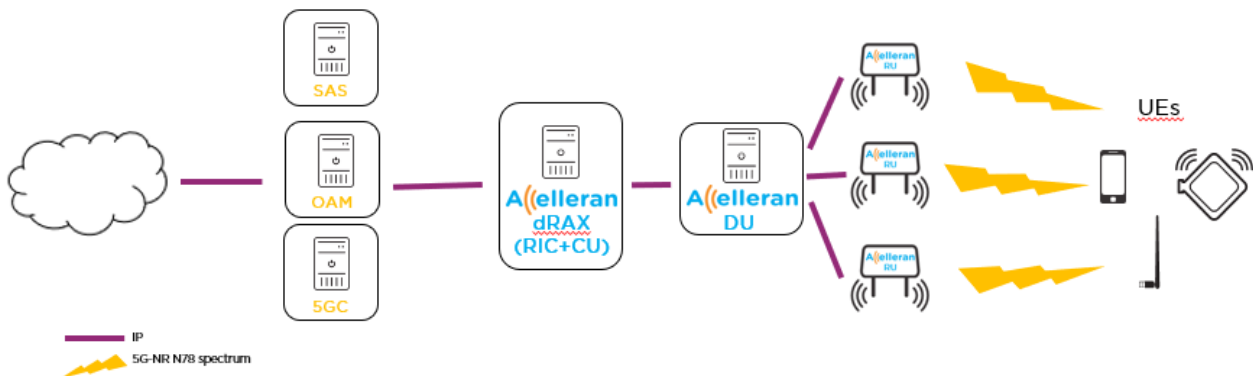 SAS
OAM
5GC
Accelleran
dRAX
(RIC+CU)
Accelleran
DU
Accelleran
RU
Accelleran
RU
Accelleran
RU
UEs
IP
5G-NR N78 spectrum